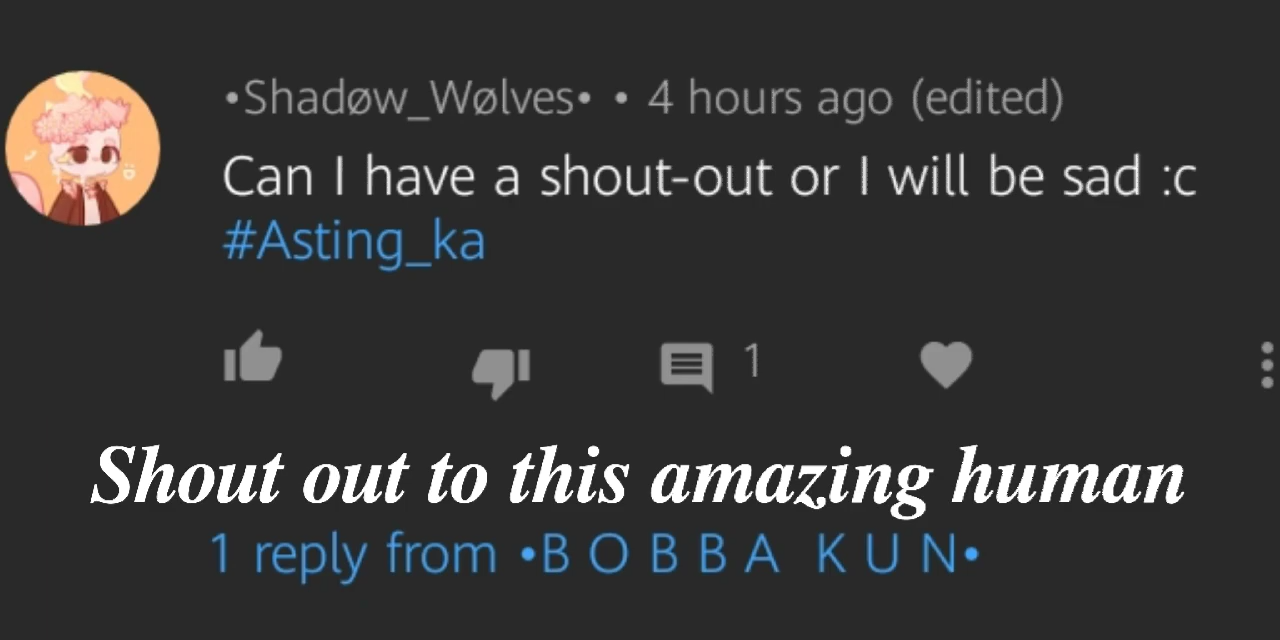 •Shadøw_Wølves• • 4 hours ago (edited)
Can I have a shout-out or I will be sad :c
#Asting_ka
1
Shout out to this amazing human
1 reply from •B O B B A K U N•